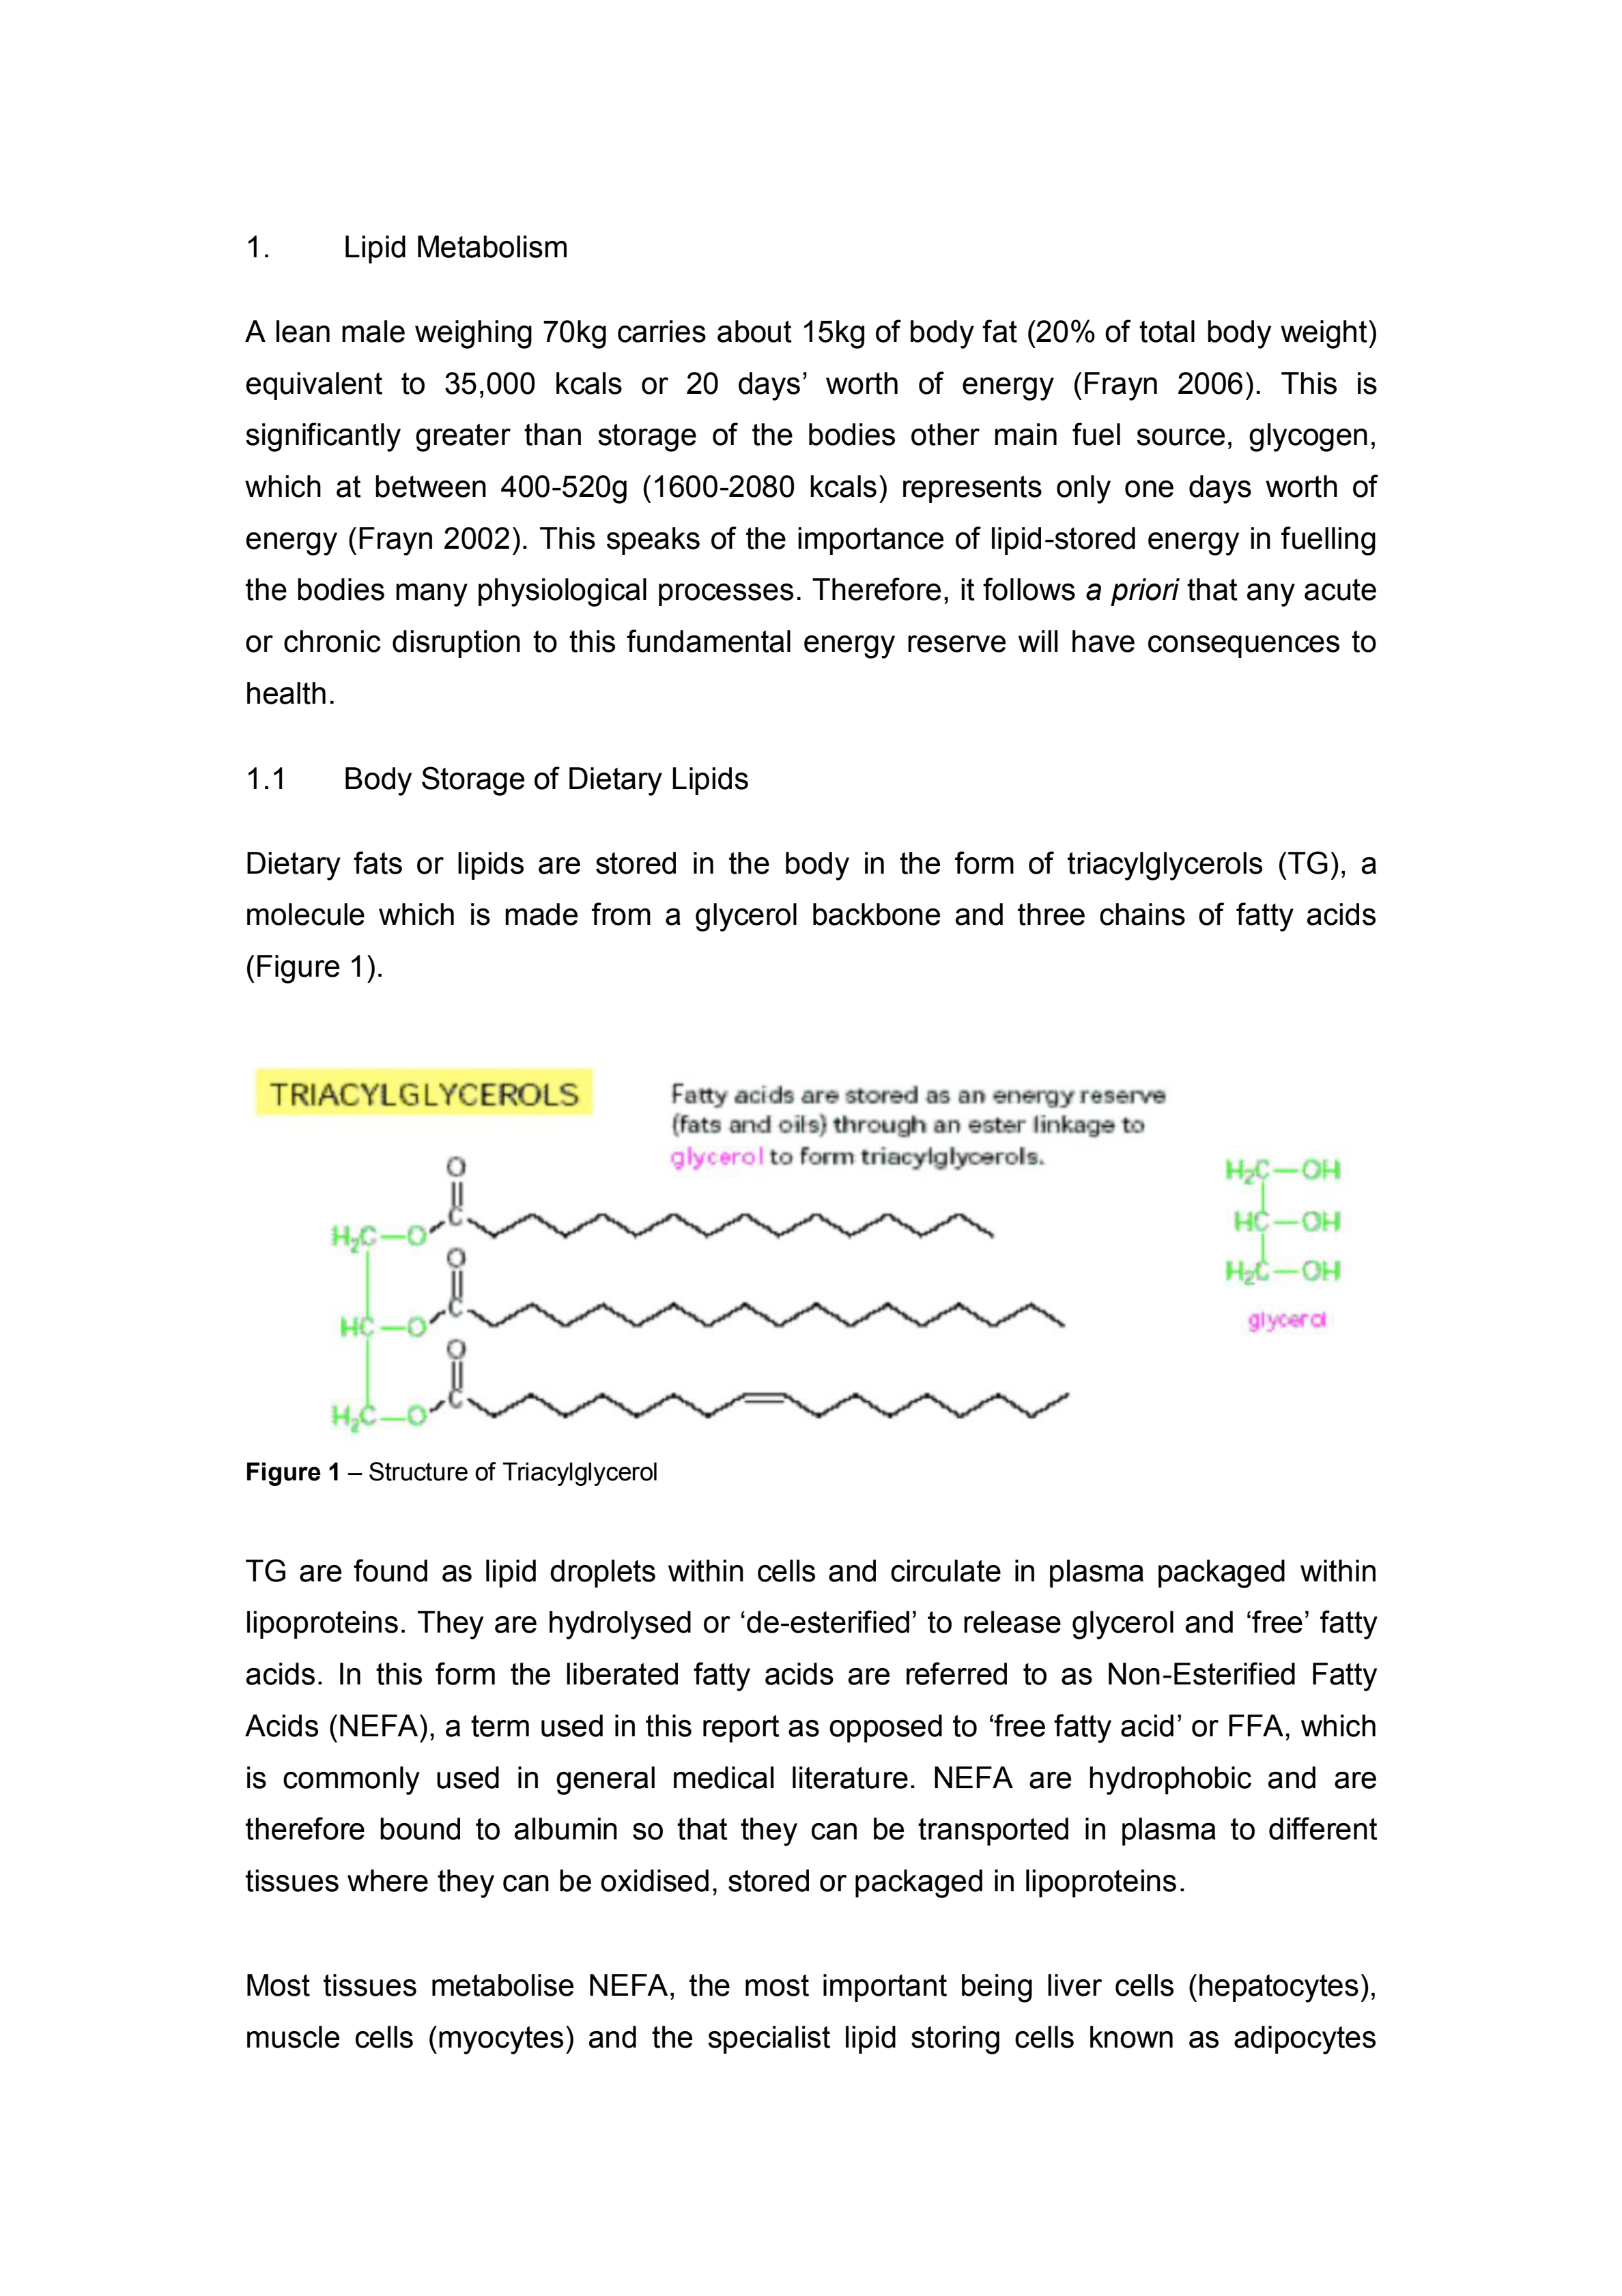 1. Lipid Metabolism
A lean male weighing 70kg carries about 15kg of body fat (20% of total body weight)
equivalent to 35,000 kcals or 20 days’ worth of energy (Frayn 2006). This is
significantly greater than storage of the bodies other main fuel source, glycogen,
which at between 400-520g (1600-2080 kcals) represents only one days worth of
energy (Frayn 2002). This speaks of the importance of lipid-stored energy in fuelling
the bodies many physiological processes. Therefore, it follows a priori that any acute
or chronic disruption to this fundamental energy reserve will have consequences to
health.
1.1 Body Storage of Dietary Lipids
Dietary fats or lipids are stored in the body in the form of triacylglycerols (TG), a
molecule which is made from a glycerol backbone and three chains of fatty acids
(Figure 1).
TRIACYLGLYCEROLS
Fatty acids are stored as an energy reserve
(fats and oils) through an ester linkage to
glycerol to form triacylglycerols.
O
C
H₂C—O
O
C
HC—O
O
C
H₂C—O
H₂C—OH
HC—OH
H₂C—OH
glycerol
Figure 1 – Structure of Triacylglycerol
TG are found as lipid droplets within cells and circulate in plasma packaged within
lipoproteins. They are hydrolysed or ‘de-esterified’ to release glycerol and ‘free’ fatty
acids. In this form the liberated fatty acids are referred to as Non-Esterified Fatty
Acids (NEFA), a term used in this report as opposed to ‘free fatty acid’ or FFA, which
is commonly used in general medical literature. NEFA are hydrophobic and are
therefore bound to albumin so that they can be transported in plasma to different
tissues where they can be oxidised, stored or packaged in lipoproteins.
Most tissues metabolise NEFA, the most important being liver cells (hepatocytes),
muscle cells (myocytes) and the specialist lipid storing cells known as adipocytes